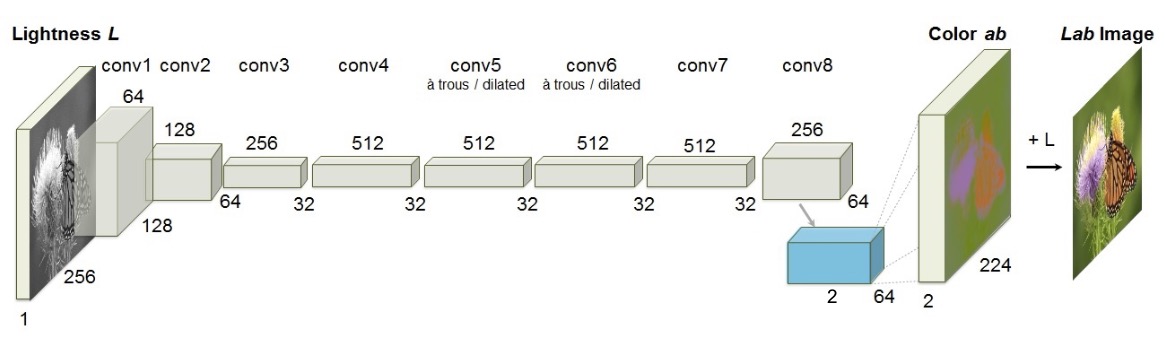 Lightness L
Color ab
Lab Image
conv1 conv2 conv3 conv4 conv5 conv6 conv7 conv8
à trous / dilated à trous / dilated
64
128 256 512 512 512 512 256
+ L
64 32 32 32 32 32 64
128
256
224
2 64 2
1